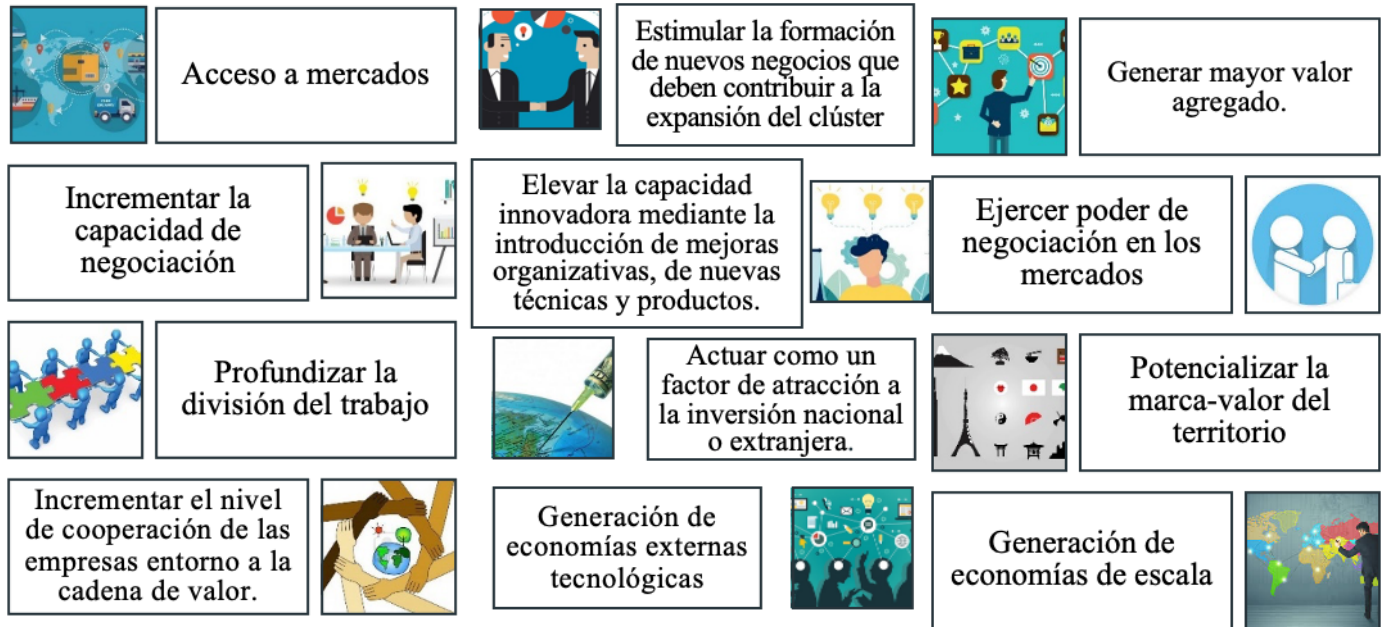 Acceso a mercados
Estimular la formación
de nuevos negocios que
deben contribuir a la
expansión del clúster
Generar mayor valor
agregado.
Incrementar la
capacidad de
negociación
Elevar la capacidad
innovadora mediante la
introducción de mejoras
organizativas, de nuevas
técnicas y productos.
Ejercer poder de
negociación en los
mercados
Profundizar la
división del trabajo
Actuar como un
factor de atracción a
la inversión nacional
o extranjera.
Potencializar la
marca-valor del
territorio
Incrementar el nivel
de cooperación de las
empresas entorno a la
cadena de valor.
Generación de
economías externas
tecnológicas
Generación de
economías de escala